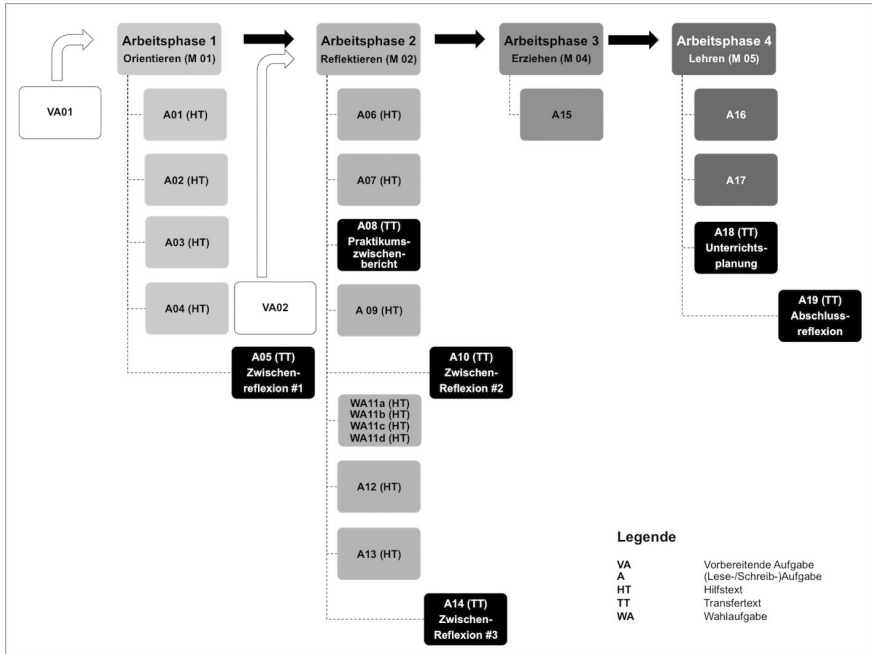 Arbeitsphase 1
Orientieren (M 01)
Arbeitsphase 2
Reflektieren (M 02)
Arbeitsphase 3
Erziehen (M 04)
Arbeitsphase 4
Lehren (M 05)
VA01
A01 (HT)
A02 (HT)
A03 (HT)
A04 (HT)
A05 (TT)
Zwischen-
reflexion #1
VA02
A06 (HT)
A07 (HT)
A08 (TT)
Praktikums-
zwischen-
bericht
A 09 (HT)
A10 (TT)
Zwischen-
Reflexion #2
WA11a (HT)
WA11b (HT)
WA11c (HT)
WA11d (HT)
A12 (HT)
A13 (HT)
A14 (TT)
Zwischen-
Reflexion #3
A15
A16
A17
A18 (TT)
Unterrichts-
planung
A19 (TT)
Abschluss-
reflexion
Legende
VA Vorbereitende Aufgabe
A (Lese-/Schreib-)Aufgabe
HT Hilfstext
TT Transfertext
WA Wahlaufgabe